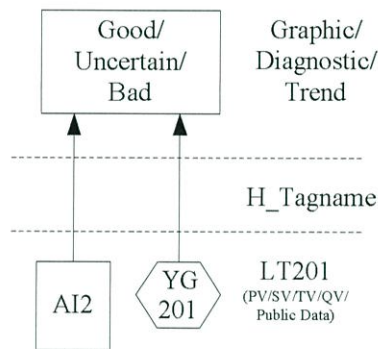 Good/
Uncertain/
Bad
Graphic/
Diagnostic/
Trend
H_Tagname
AI2
YG
201
LT201
(PV/SV/TV/QV/
Public Data)